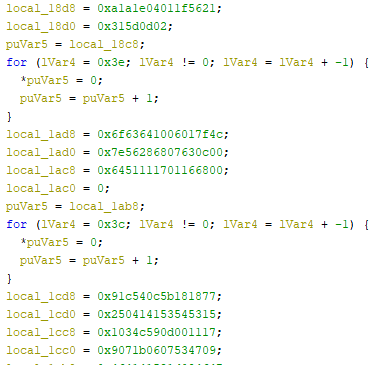 local_18d8 = 0xa1a1e04011f5621;
local_18d0 = 0x315d0d02;
puVar5 = local_18c8;
for (lVar4 = 0x3e; lVar4 != 0; lVar4 = lVar4 + -1) {
*puVar5 = 0;
puVar5 = puVar5 + 1;
}
local_1ad8 = 0x6f63641006017f4c;
local_1ad0 = 0x7e56286807630c00;
local_1ac8 = 0x6451111701166800;
local_1ac0 = 0;
puVar5 = local_1ab8;
for (lVar4 = 0x3c; lVar4 != 0; lVar4 = lVar4 + -1) {
*puVar5 = 0;
puVar5 = puVar5 + 1;
}
local_1cd8 = 0x91c540c5b181877;
local_1cd0 = 0x250414153545315;
local_1cc8 = 0x1034c590d001117;
local_1cc0 = 0x9071b0607534709;